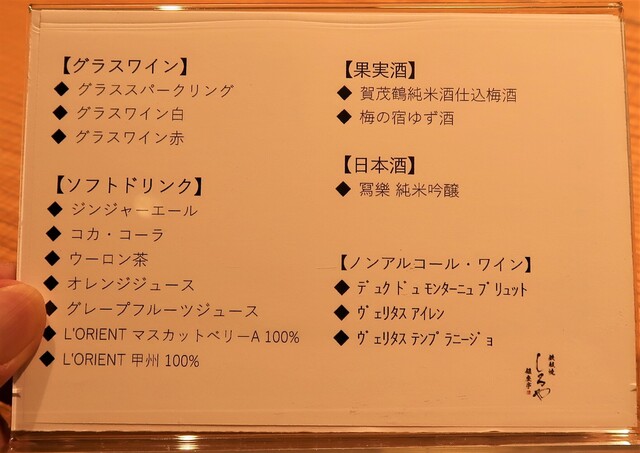 【グラスワイン】
◆ グラススパークリング
◆ グラスワイン白
◆ グラスワイン赤
【ソフトドリンク】
◆ ジンジャーエール
◆ コカ・コーラ
◆ ウーロン茶
◆ オレンジジュース
◆ グレープフルーツジュース
◆ L'ORIENT マスカットベリーA 100%
◆ L'ORIENT 甲州 100%
【果実酒】
◆ 賀茂鶴純米酒仕込梅酒
◆ 梅の宿ゆず酒
【日本酒】
◆ 冩樂 純米吟醸
【ノンアルコール・ワイン】
◆ ﾃﾞｭｸ ﾄﾞｭ ﾓﾝﾀｰﾆｭ ﾌﾞﾘｭｯﾄ
◆ ｳﾞｪﾘﾀｽ ｱｲﾚﾝ
◆ ｳﾞｪﾘﾀｽ ﾃﾝﾌﾟﾗﾆｰｼﾞｮ
鉄板焼
しろや